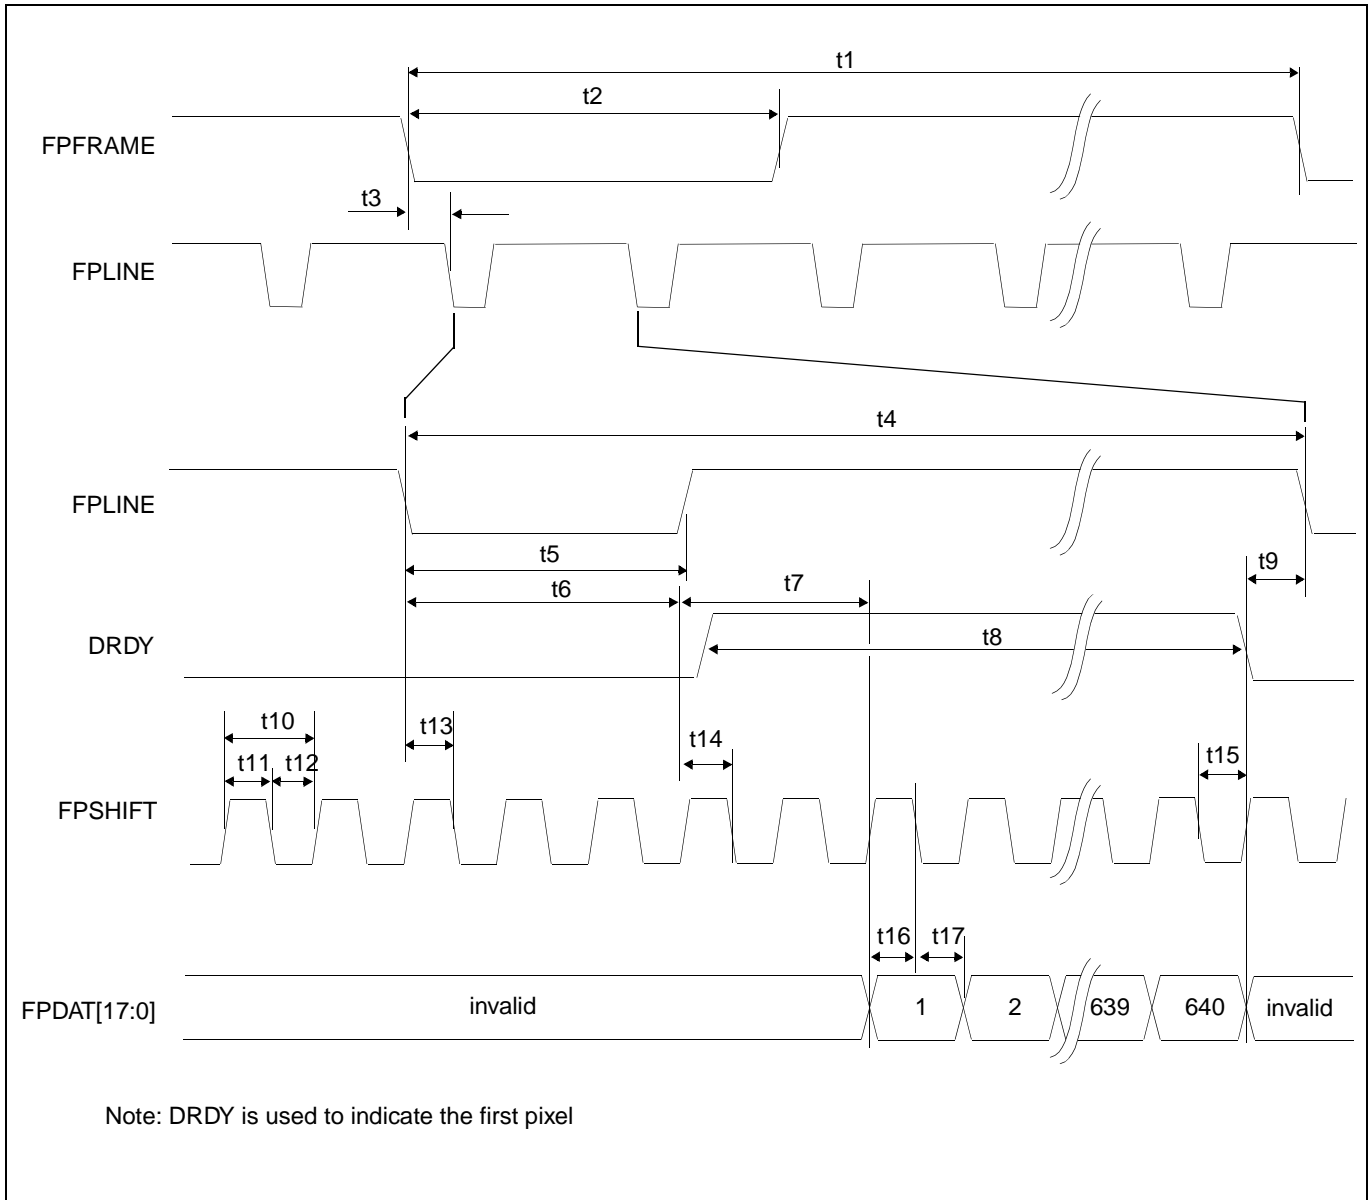 t1
t2
FPFRAME
t3
FPLINE
t4
FPLINE
t5
t9
t6
t7
DRDY
t8
t10
t13
t14
t11
t12
t15
FPSHIFT
t16
t17
FPDAT[17:0]
invalid
1
2
639
640
invalid
Note: DRDY is used to indicate the first pixel